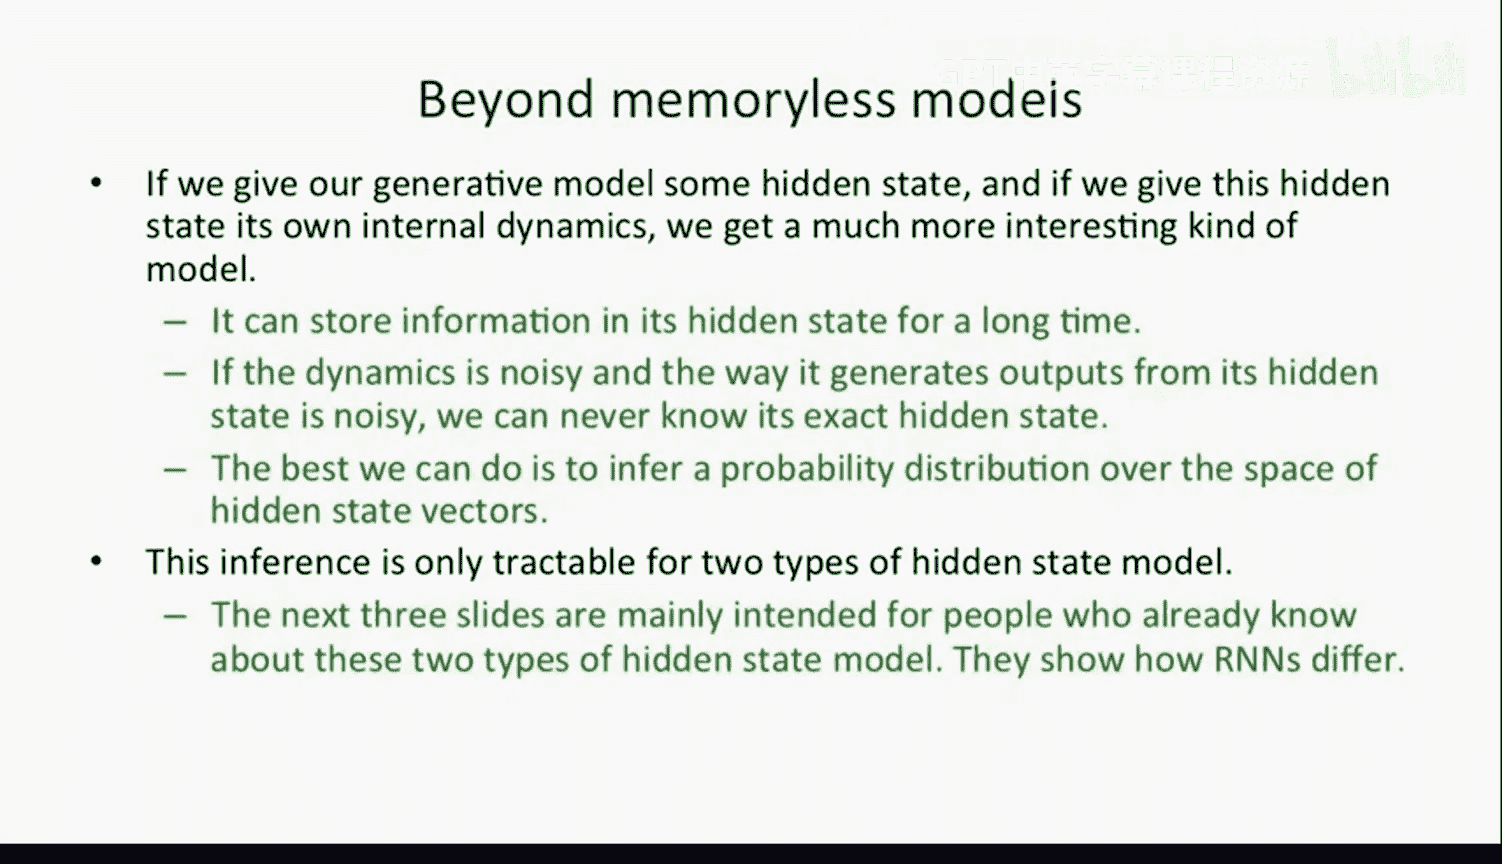 Beyond memoryless modeis
• If we give our generative model some hidden state, and if we give this hidden
state its own internal dynamics, we get a much more interesting kind of
model.
– It can store information in its hidden state for a long time.
– If the dynamics is noisy and the way it generates outputs from its hidden
state is noisy, we can never know its exact hidden state.
– The best we can do is to infer a probability distribution over the space of
hidden state vectors.
• This inference is only tractable for two types of hidden state model.
– The next three slides are mainly intended for people who already know
about these two types of hidden state model. They show how RNNs differ.